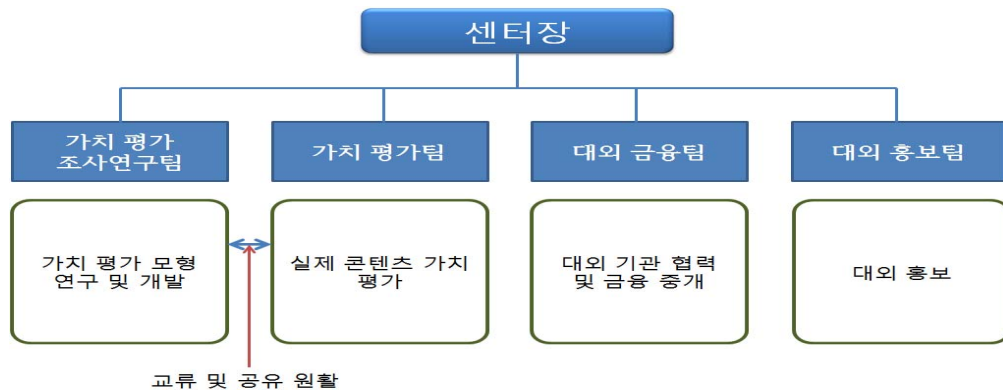 센터장
가치 평가
조사연구팀
가치 평가팀
대외 금융팀
대외 홍보팀
가치 평가 모형
연구 및 개발
실제 콘텐츠 가치
평가
대외 기관 협력
및 금융 중개
대외 홍보
교류 및 공유 원활